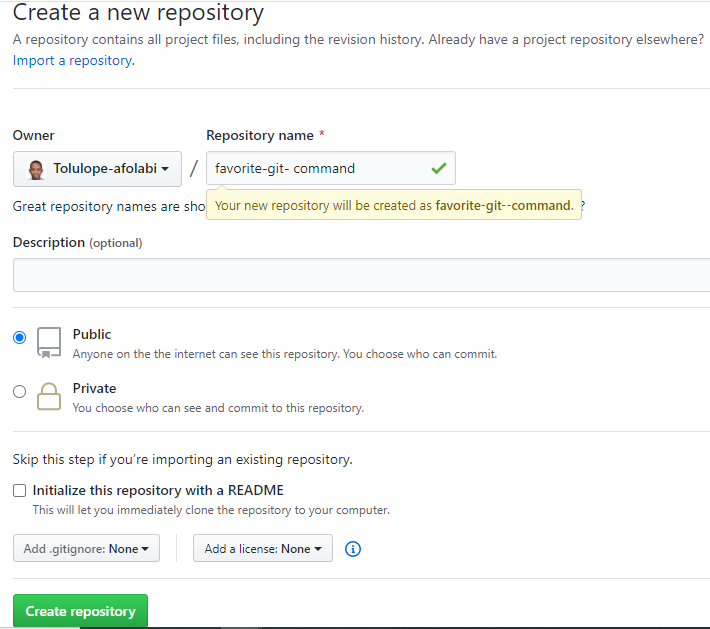 Create a new repository
A repository contains all project files, including the revision history. Already have a project repository elsewhere?
Import a repository.
Owner
Repository name *
Tolulope-afolabi
/
favorite-git- command
Great repository names are sho
Your new repository will be created as favorite-git--command.
?
Description (optional)
Public
Anyone on the the internet can see this repository. You choose who can commit.
Private
You choose who can see and commit to this repository.
Skip this step if you're importing an existing repository.
Initialize this repository with a README
This will let you immediately clone the repository to your computer.
Add .gitignore: None
Add a license: None
Create repository